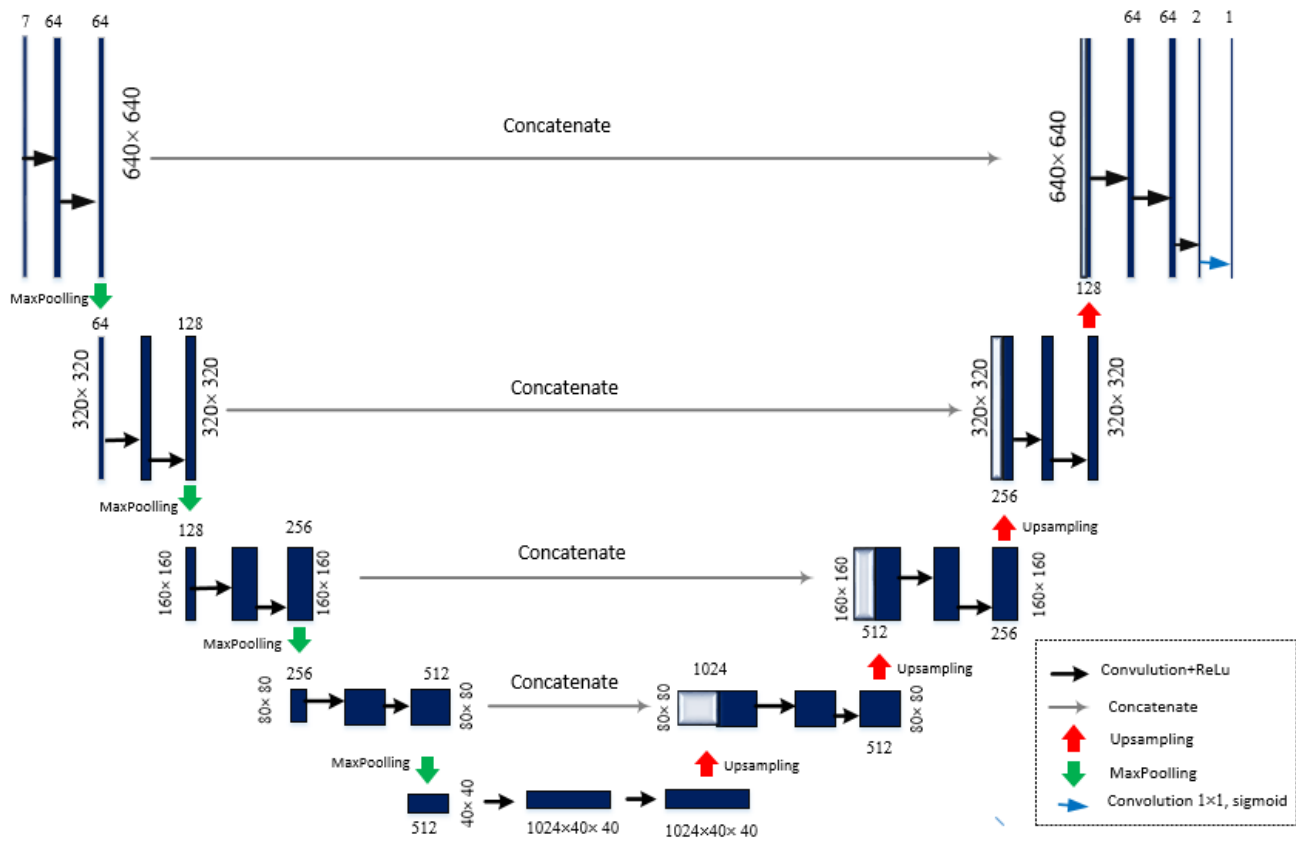 7 64 64
64 64 2 1
640× 640
Concatenate
640× 640
MaxPoolling
128
64 128
320× 320
320× 320
Concatenate
320× 320
320× 320
MaxPoolling
256
Upsampling
128 256
160× 160
160× 160
Concatenate
160× 160
160× 160
MaxPoolling
512
256
Upsampling
256 512
80× 80
80× 80
Concatenate
1024
80× 80
80× 80
512
MaxPoolling
Upsampling
512
40× 40
1024×40× 40
1024×40× 40
Convulution+ReLu
Concatenate
Upsampling
MaxPoolling
Convolution 1×1, sigmoid